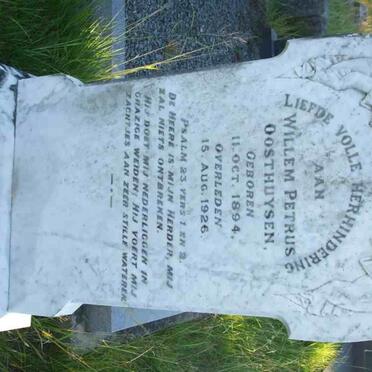 LIEFDE VOLLE HERHINDERING
AAN
WILLEM PETRUS
OOSTHUYSEN,
GEBOREN
11. OCT. 1894,
OVERLEDEN
15 AUG. 1926.
PSALM 23 VERS 1 EN 2.
DE HEERE IS MIJN HERDER, MIJ
ZAL NIETS ONTBREKEN.
HIJ DOET MIJ NEDERLIGGEN IN
GRAZIGE WEIDEN; HIJ VOERT MIJ
ZACHTJES AAN ZEER STILLE WATEREN.